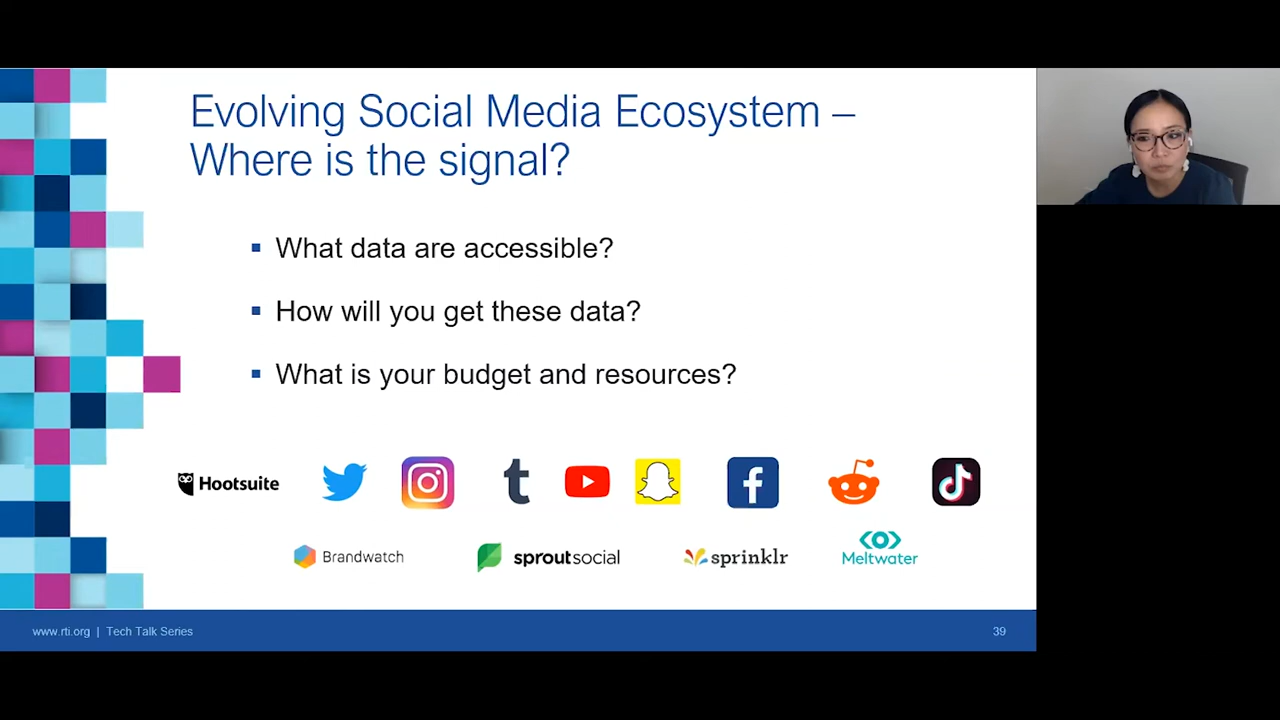 Evolving Social Media Ecosystem –
Where is the signal?
What data are accessible?
How will you get these data?
What is your budget and resources?
Hootsuite
Brandwatch
sproutsocial
sprinklr
Meltwater
www.rti.org | Tech Talk Series
39